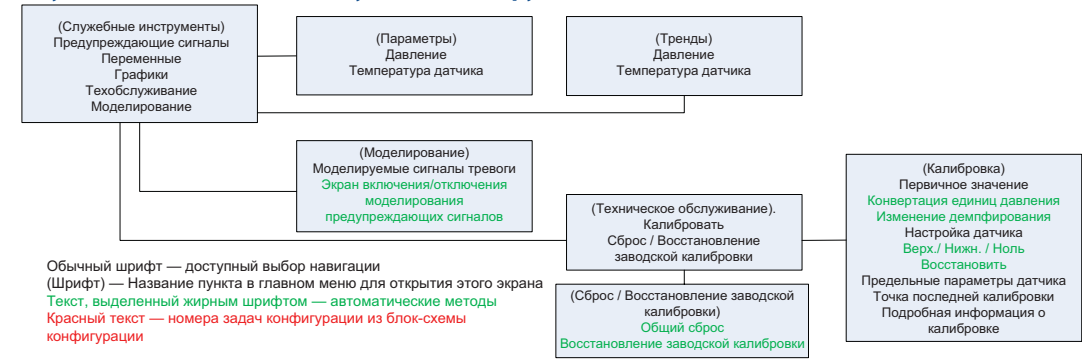 (Служебные инструменты)
Предупреждающие сигналы
Переменные
Графики
Техобслуживание
Моделирование
(Параметры)
Давление
Температура датчика
(Тренды)
Давление
Температура датчика
(Моделирование)
Моделируемые сигналы тревоги
Экран включения/отключения
моделирования
предупреждающих сигналов
(Техническое обслуживание).
Калибровать
Сброс / Восстановление
заводской калибровки
(Калибровка)
Первичное значение
Конвертация единиц давления
Изменение демпфирования
Настройка датчика
Верх./ Нижн. / Ноль
Восстановить
Предельные параметры датчика
Точка последней калибровки
Подробная информация о
калибровке
(Сброс / Восстановление заводской
калибровки)
Общий сброс
Восстановление заводской калибровки
Обычный шрифт — доступный выбор навигации
(Шрифт) — Название пункта в главном меню для открытия этого экрана
Текст, выделенный жирным шрифтом — автоматические методы
Красный текст — номера задач конфигурации из блок-схемы
конфигурации